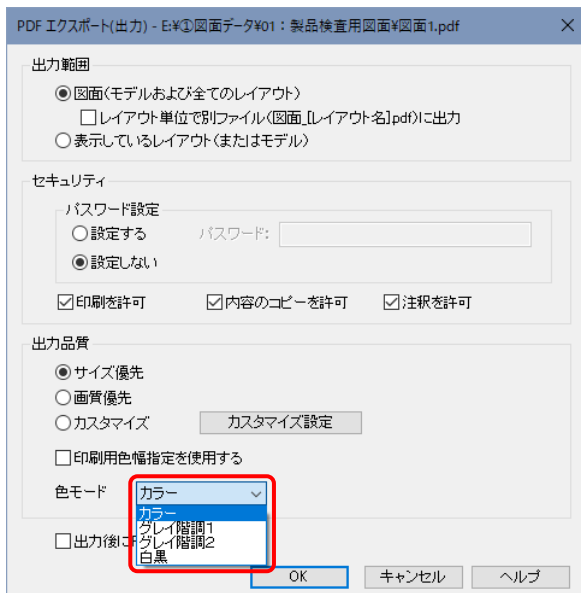 PDF エクスポート(出力) - E:¥①図面データ¥01：製品検査用図面¥図面1.pdf
出力範囲
図面(モデルおよび全てのレイアウト)
レイアウト単位で別ファイル(図面_[レイアウト名].pdf)に出力
表示しているレイアウト(またはモデル)
セキュリティ
パスワード設定
設定する パスワード:
設定しない
印刷を許可 内容のコピーを許可 注釈を許可
出力品質
サイズ優先
画質優先
カスタマイズ カスタマイズ設定
印刷用色幅指定を使用する
色モード カラー
カラー
グレイ階調1
出力後に グレイ階調2
白黒
OK キャンセル ヘルプ